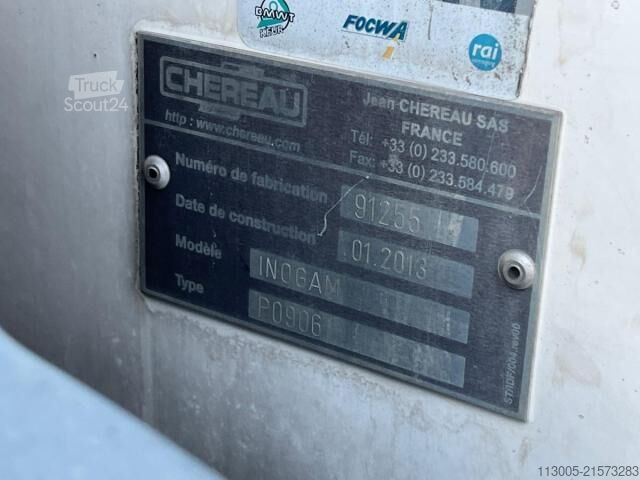 BMWT
KEUR
FOCWA
rai
Truck
Scout24
CHEREAU
Jean CHEREAU SAS
FRANCE
http : www.chereau.com
Tél: +33 (0) 233.580.600
Fax: +33 (0) 233.584.479
Numéro de fabrication 91255
Date de construction 01.2013
Modèle INOGAM
Type P0906
113005-21573283